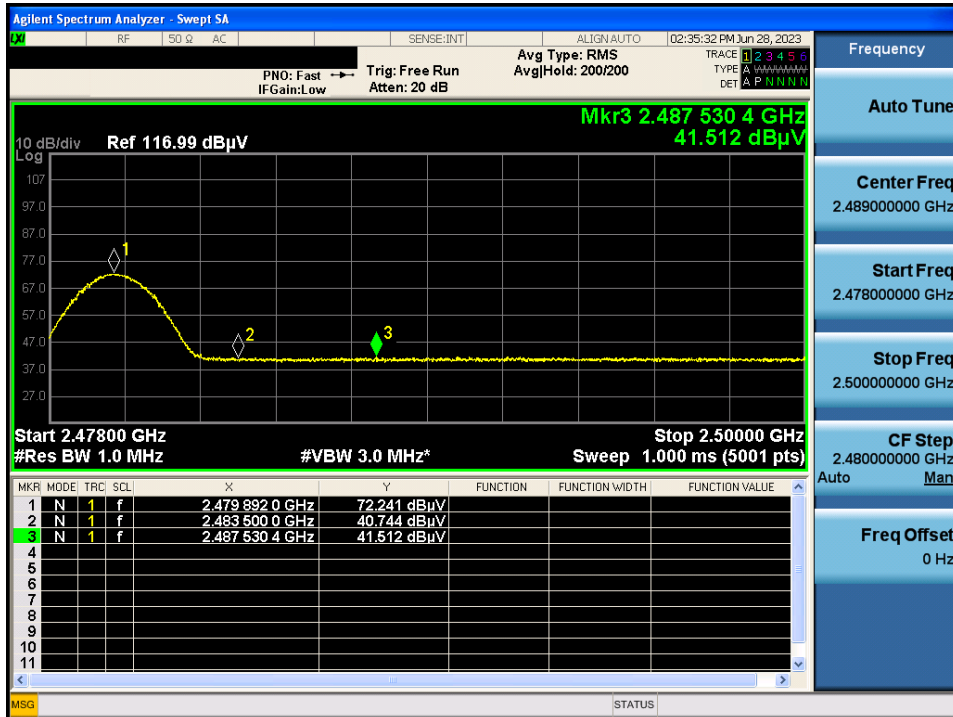 Agilent Spectrum Analyzer - Swept SA
LXI RF 50 Ω AC SENSE:INT ALIGN AUTO 02:35:32 PM Jun 28, 2023
PNO: Fast
IFGain:Low
Trig: Free Run
Atten: 20 dB
Avg Type: RMS
Avg|Hold: 200/200
TRACE 1 2 3 4 5 6
TYPE A WWWWW
DET A P N N N N
Mkr3 2.487 530 4 GHz
41.512 dBµV
10 dB/div Ref 116.99 dBµV
Log
107
97.0
87.0
77.0
67.0
57.0
47.0
37.0
27.0
1
2
3
Start 2.47800 GHz Stop 2.50000 GHz
#Res BW 1.0 MHz #VBW 3.0 MHz* Sweep 1.000 ms (5001 pts)
MKR MODE TRC SCL X Y FUNCTION FUNCTION WIDTH FUNCTION VALUE
1 N 1 f 2.479 892 0 GHz 72.241 dBµV
2 N 1 f 2.483 500 0 GHz 40.744 dBµV
3 N 1 f 2.487 530 4 GHz 41.512 dBµV
4
5
6
7
8
9
10
11
MSG STATUS
Frequency
Auto Tune
Center Freq
2.489000000 GHz
Start Freq
2.478000000 GHz
Stop Freq
2.500000000 GHz
CF Step
2.480000000 GHz
Auto Man
Freq Offset
0 Hz